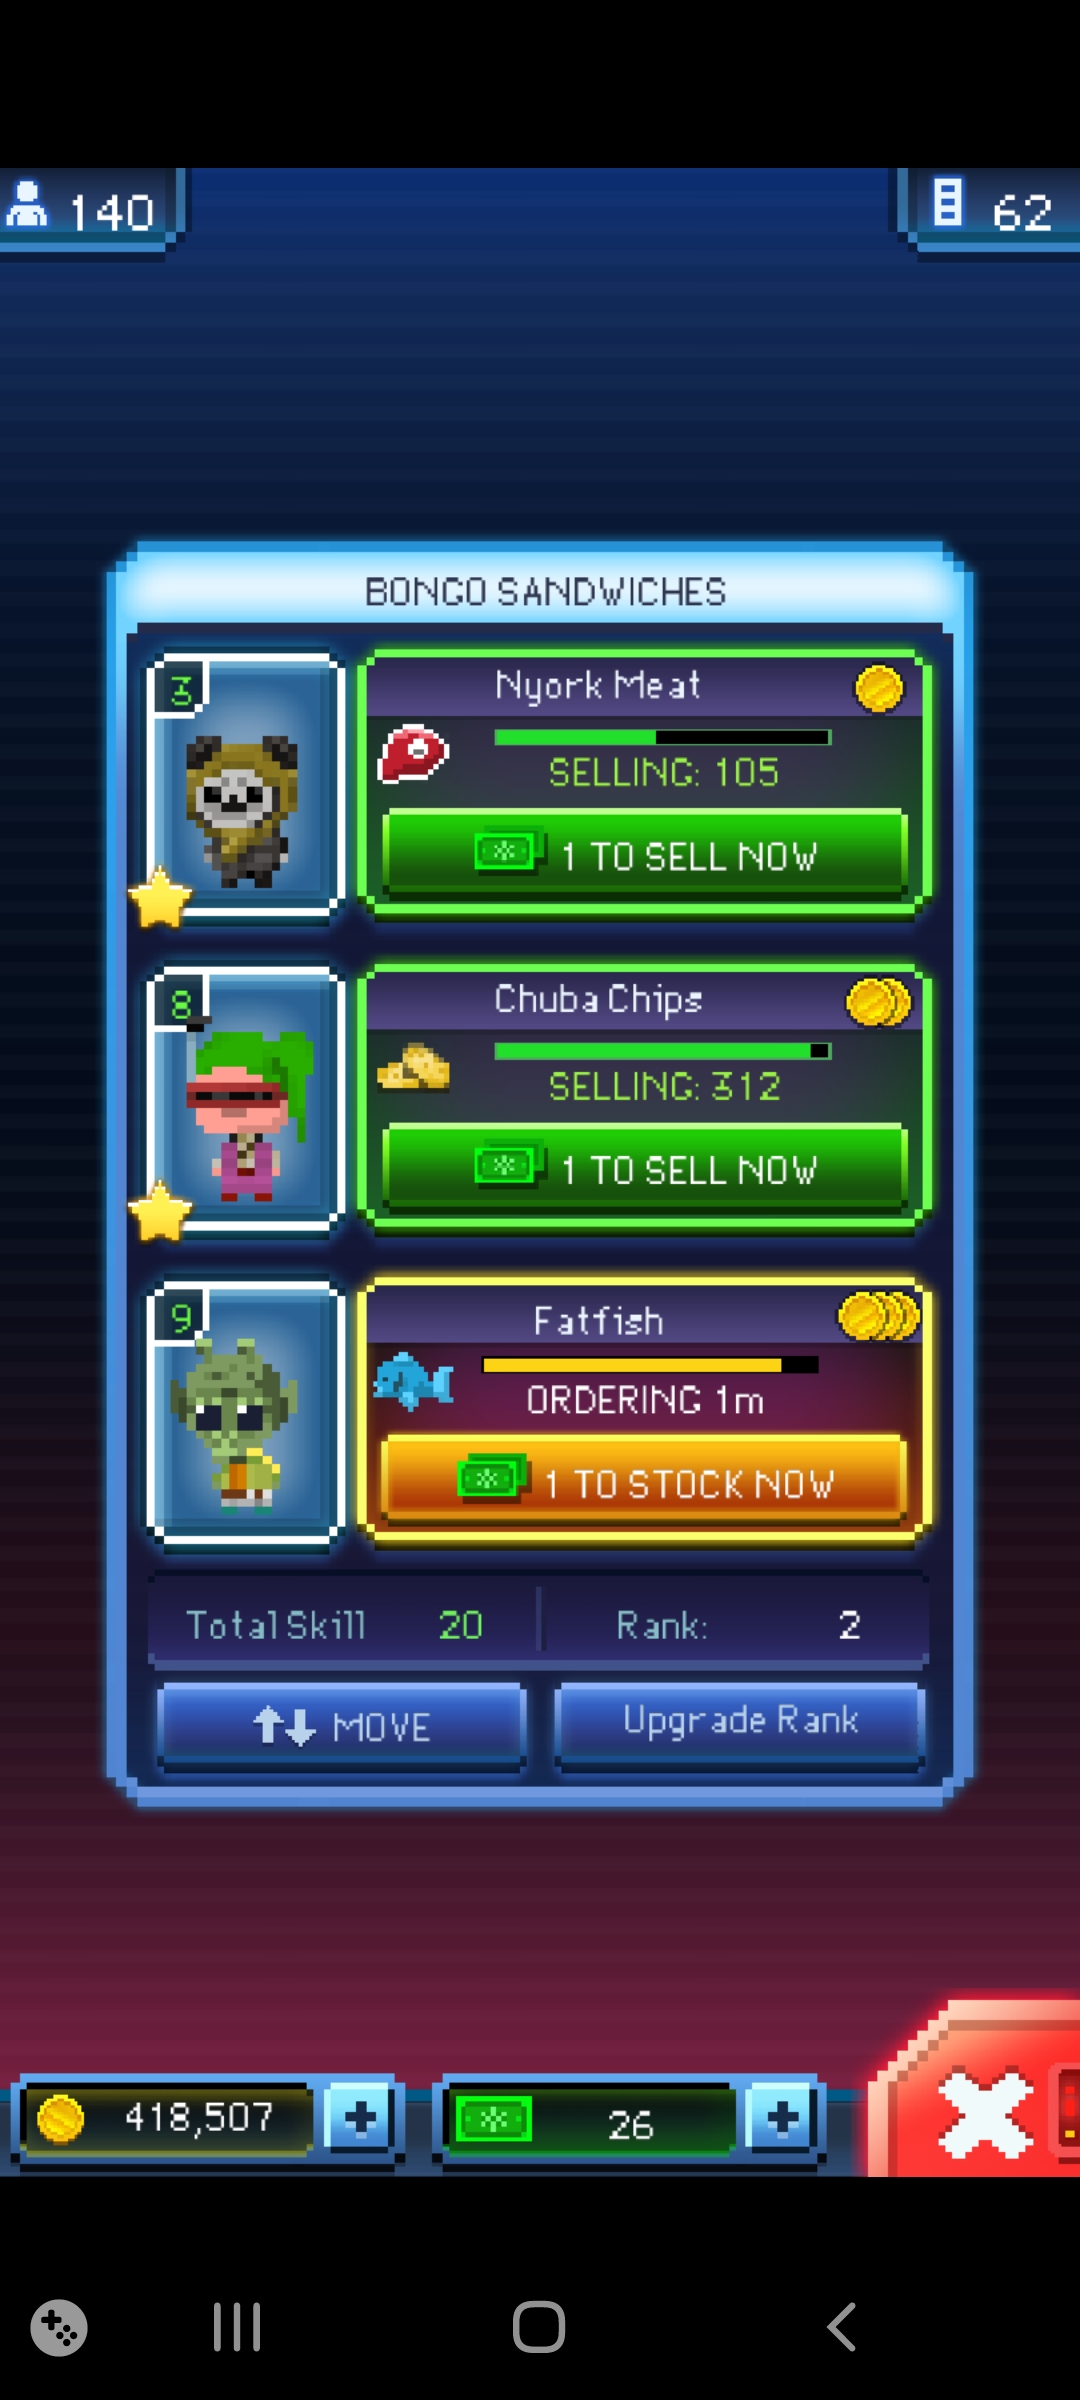 140
62
BONGO SANDWICHES
3
Nyork Meat
SELLING: 105
1 TO SELL NOW
8
Chuba Chips
SELLING: 312
1 TO SELL NOW
9
Fatfish
ORDERING 1m
1 TO STOCK NOW
Total Skill 20
Rank: 2
MOVE
Upgrade Rank
418,507
26